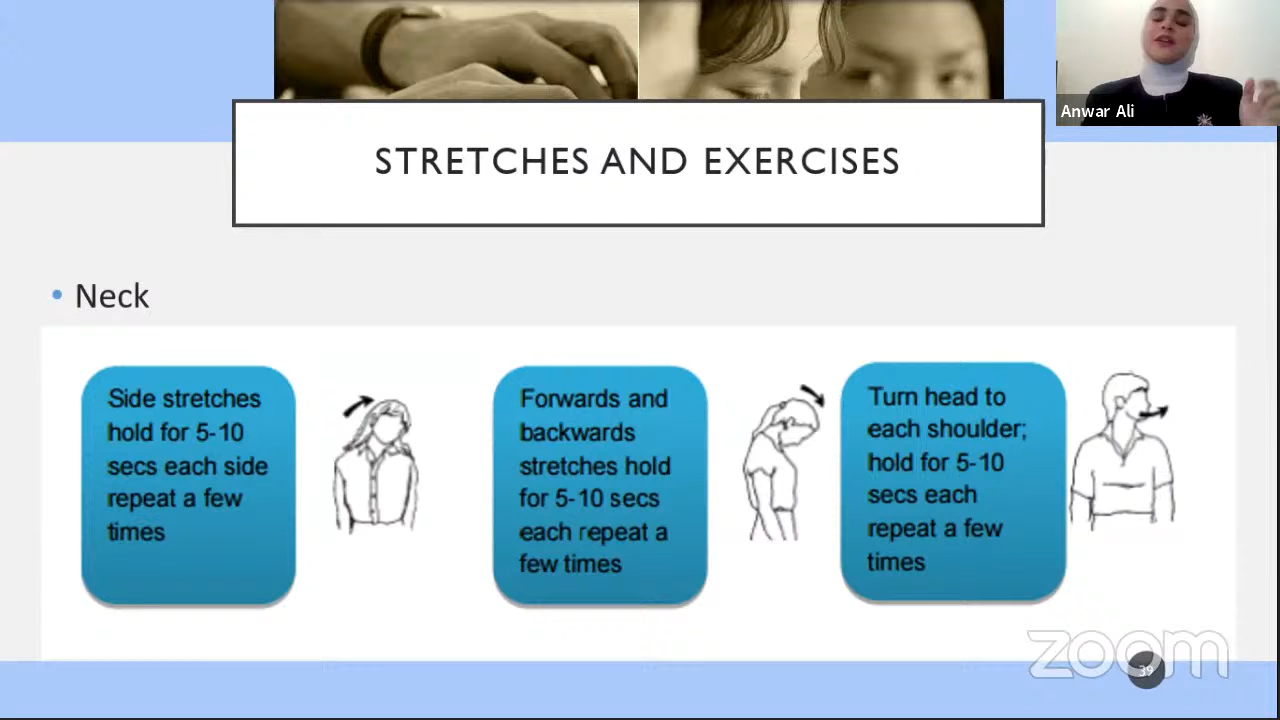 Anwar Ali
STRETCHES AND EXERCISES
• Neck
Side stretches
hold for 5-10
secs each side
repeat a few
times
Forwards and
backwards
stretches hold
for 5-10 secs
each repeat a
few times
Turn head to
each shoulder;
hold for 5-10
secs each
repeat a few
times
zoom
39